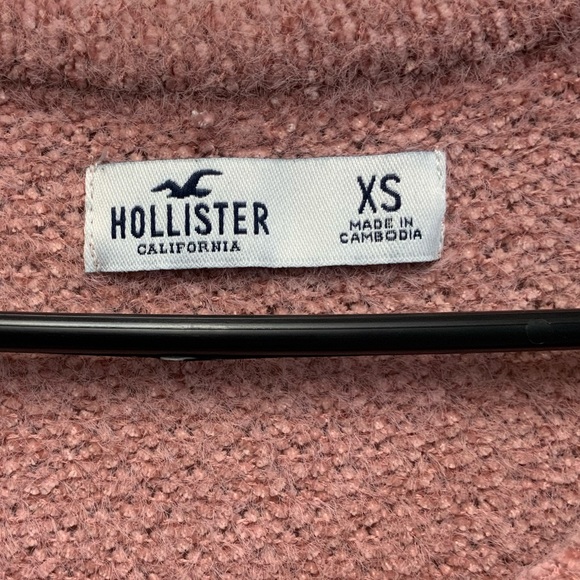 HOLLISTER
CALIFORNIA
XS
MADE IN
CAMBODIA